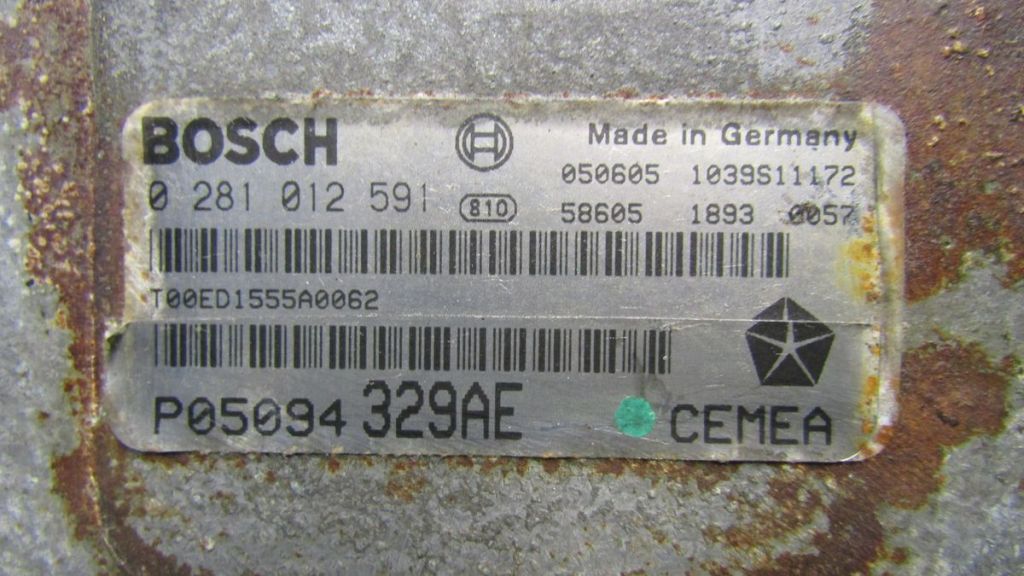 BOSCH
Made in Germany
0 281 012 591
810
050605 1039S11172
58605 1893 0057
T00ED1555A0062
P05094 329AE
CEMEA